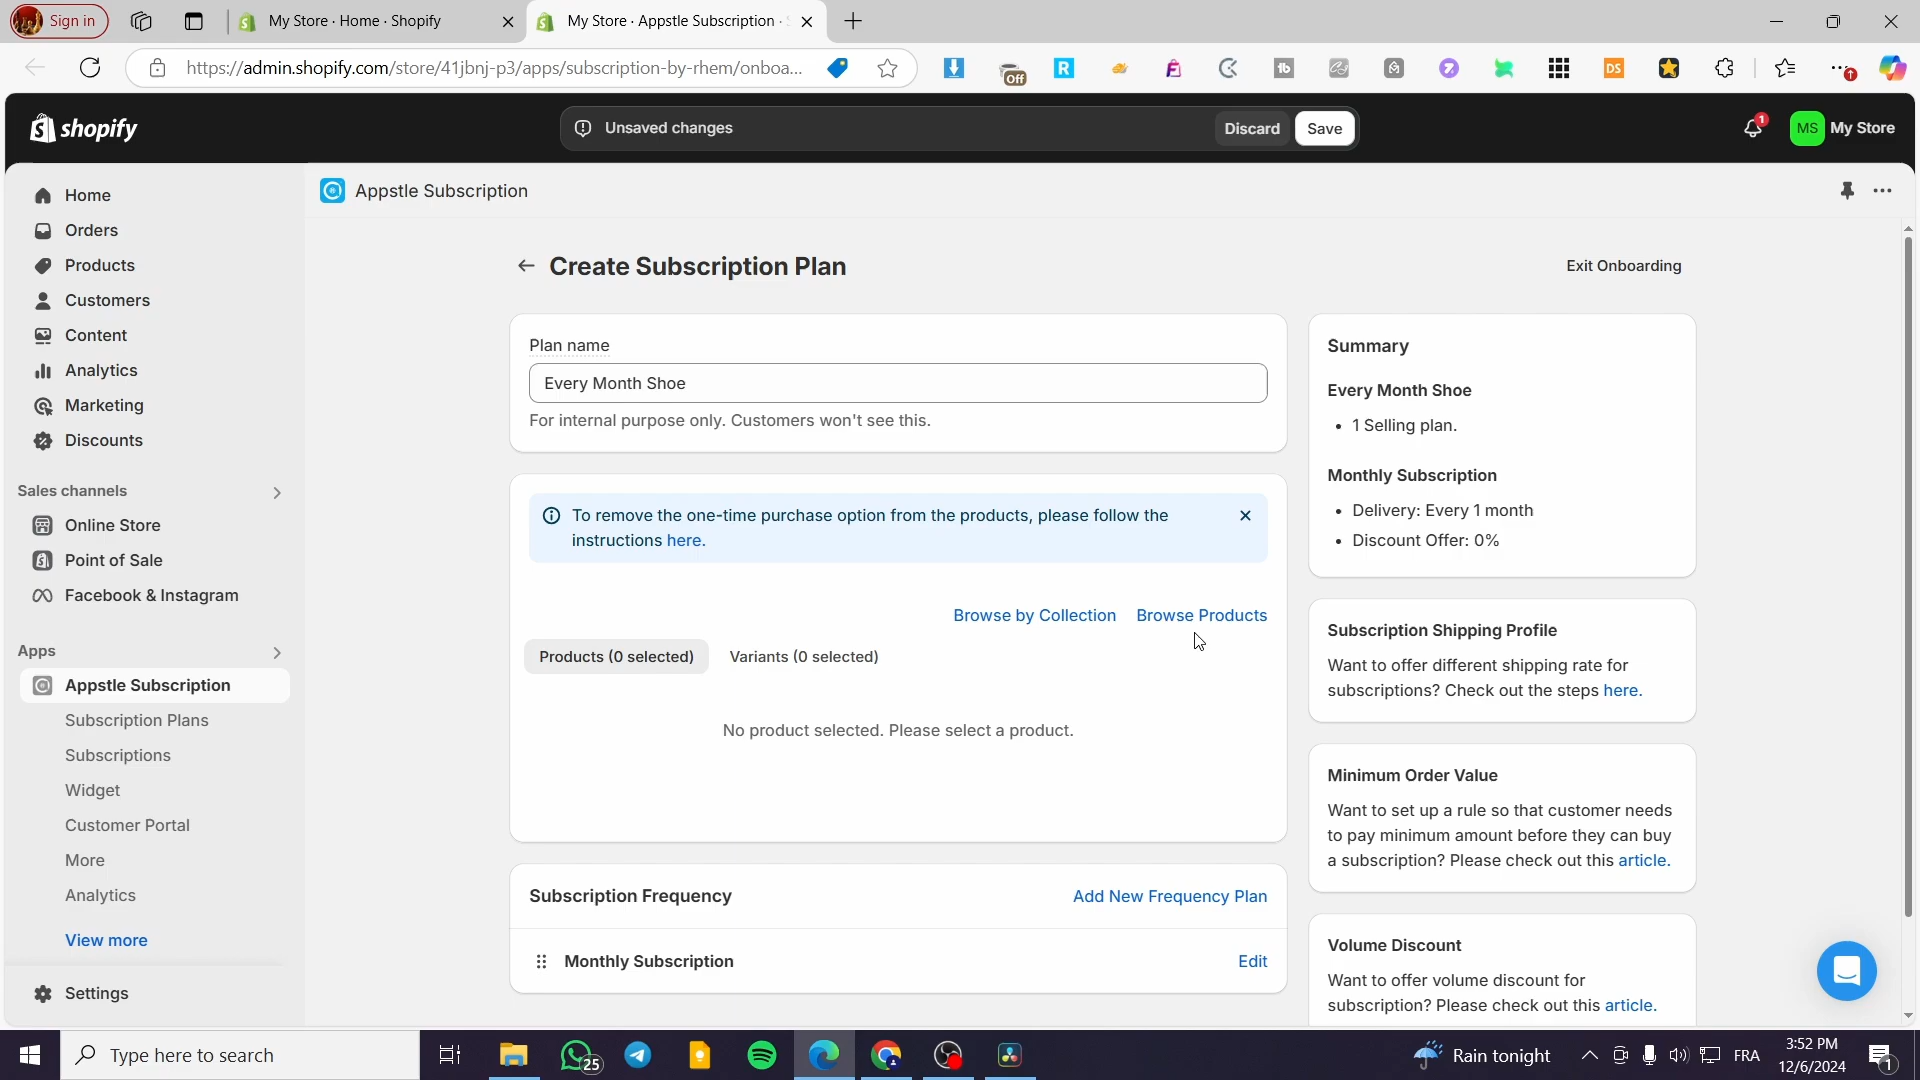 Sign in
My Store · Home · Shopify
My Store · Appstle Subscription ·
https://admin.shopify.com/store/41jbnj-p3/apps/subscription-by-rhem/onboa...
Off
R
tb
DS
shopify
Unsaved changes
Discard
Save
1
MS
My Store
Home
Orders
Products
Customers
Content
Analytics
Marketing
Discounts
Sales channels
Online Store
Point of Sale
Facebook & Instagram
Apps
Appstle Subscription
Subscription Plans
Subscriptions
Widget
Customer Portal
More
Analytics
View more
Settings
Appstle Subscription
Create Subscription Plan
Exit Onboarding
Plan name
Every Month Shoe
For internal purpose only. Customers won't see this.
To remove the one-time purchase option from the products, please follow the
instructions here.
Browse by Collection
Browse Products
Products (0 selected)
Variants (0 selected)
No product selected. Please select a product.
Subscription Frequency
Add New Frequency Plan
Monthly Subscription
Edit
Summary
Every Month Shoe
• 1 Selling plan.
Monthly Subscription
• Delivery: Every 1 month
• Discount Offer: 0%
Subscription Shipping Profile
Want to offer different shipping rate for
subscriptions? Check out the steps here.
Minimum Order Value
Want to set up a rule so that customer needs
to pay minimum amount before they can buy
a subscription? Please check out this article.
Volume Discount
Want to offer volume discount for
subscription? Please check out this article.
Type here to search
25
Rain tonight
FRA
3:52 PM
12/6/2024
1